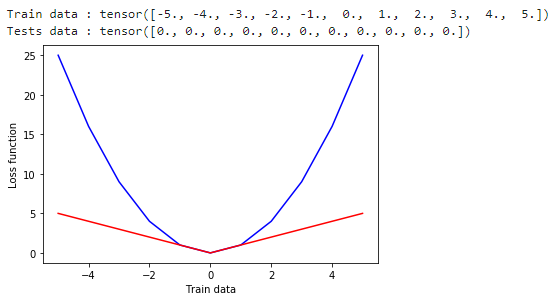 Train data : tensor([-5., -4., -3., -2., -1.,  0.,  1.,  2.,  3.,  4.,  5.])
Tests data : tensor([0., 0., 0., 0., 0., 0., 0., 0., 0., 0., 0.])
25
20
15
10
5
0
Loss function
−4 −2 0 2 4
Train data